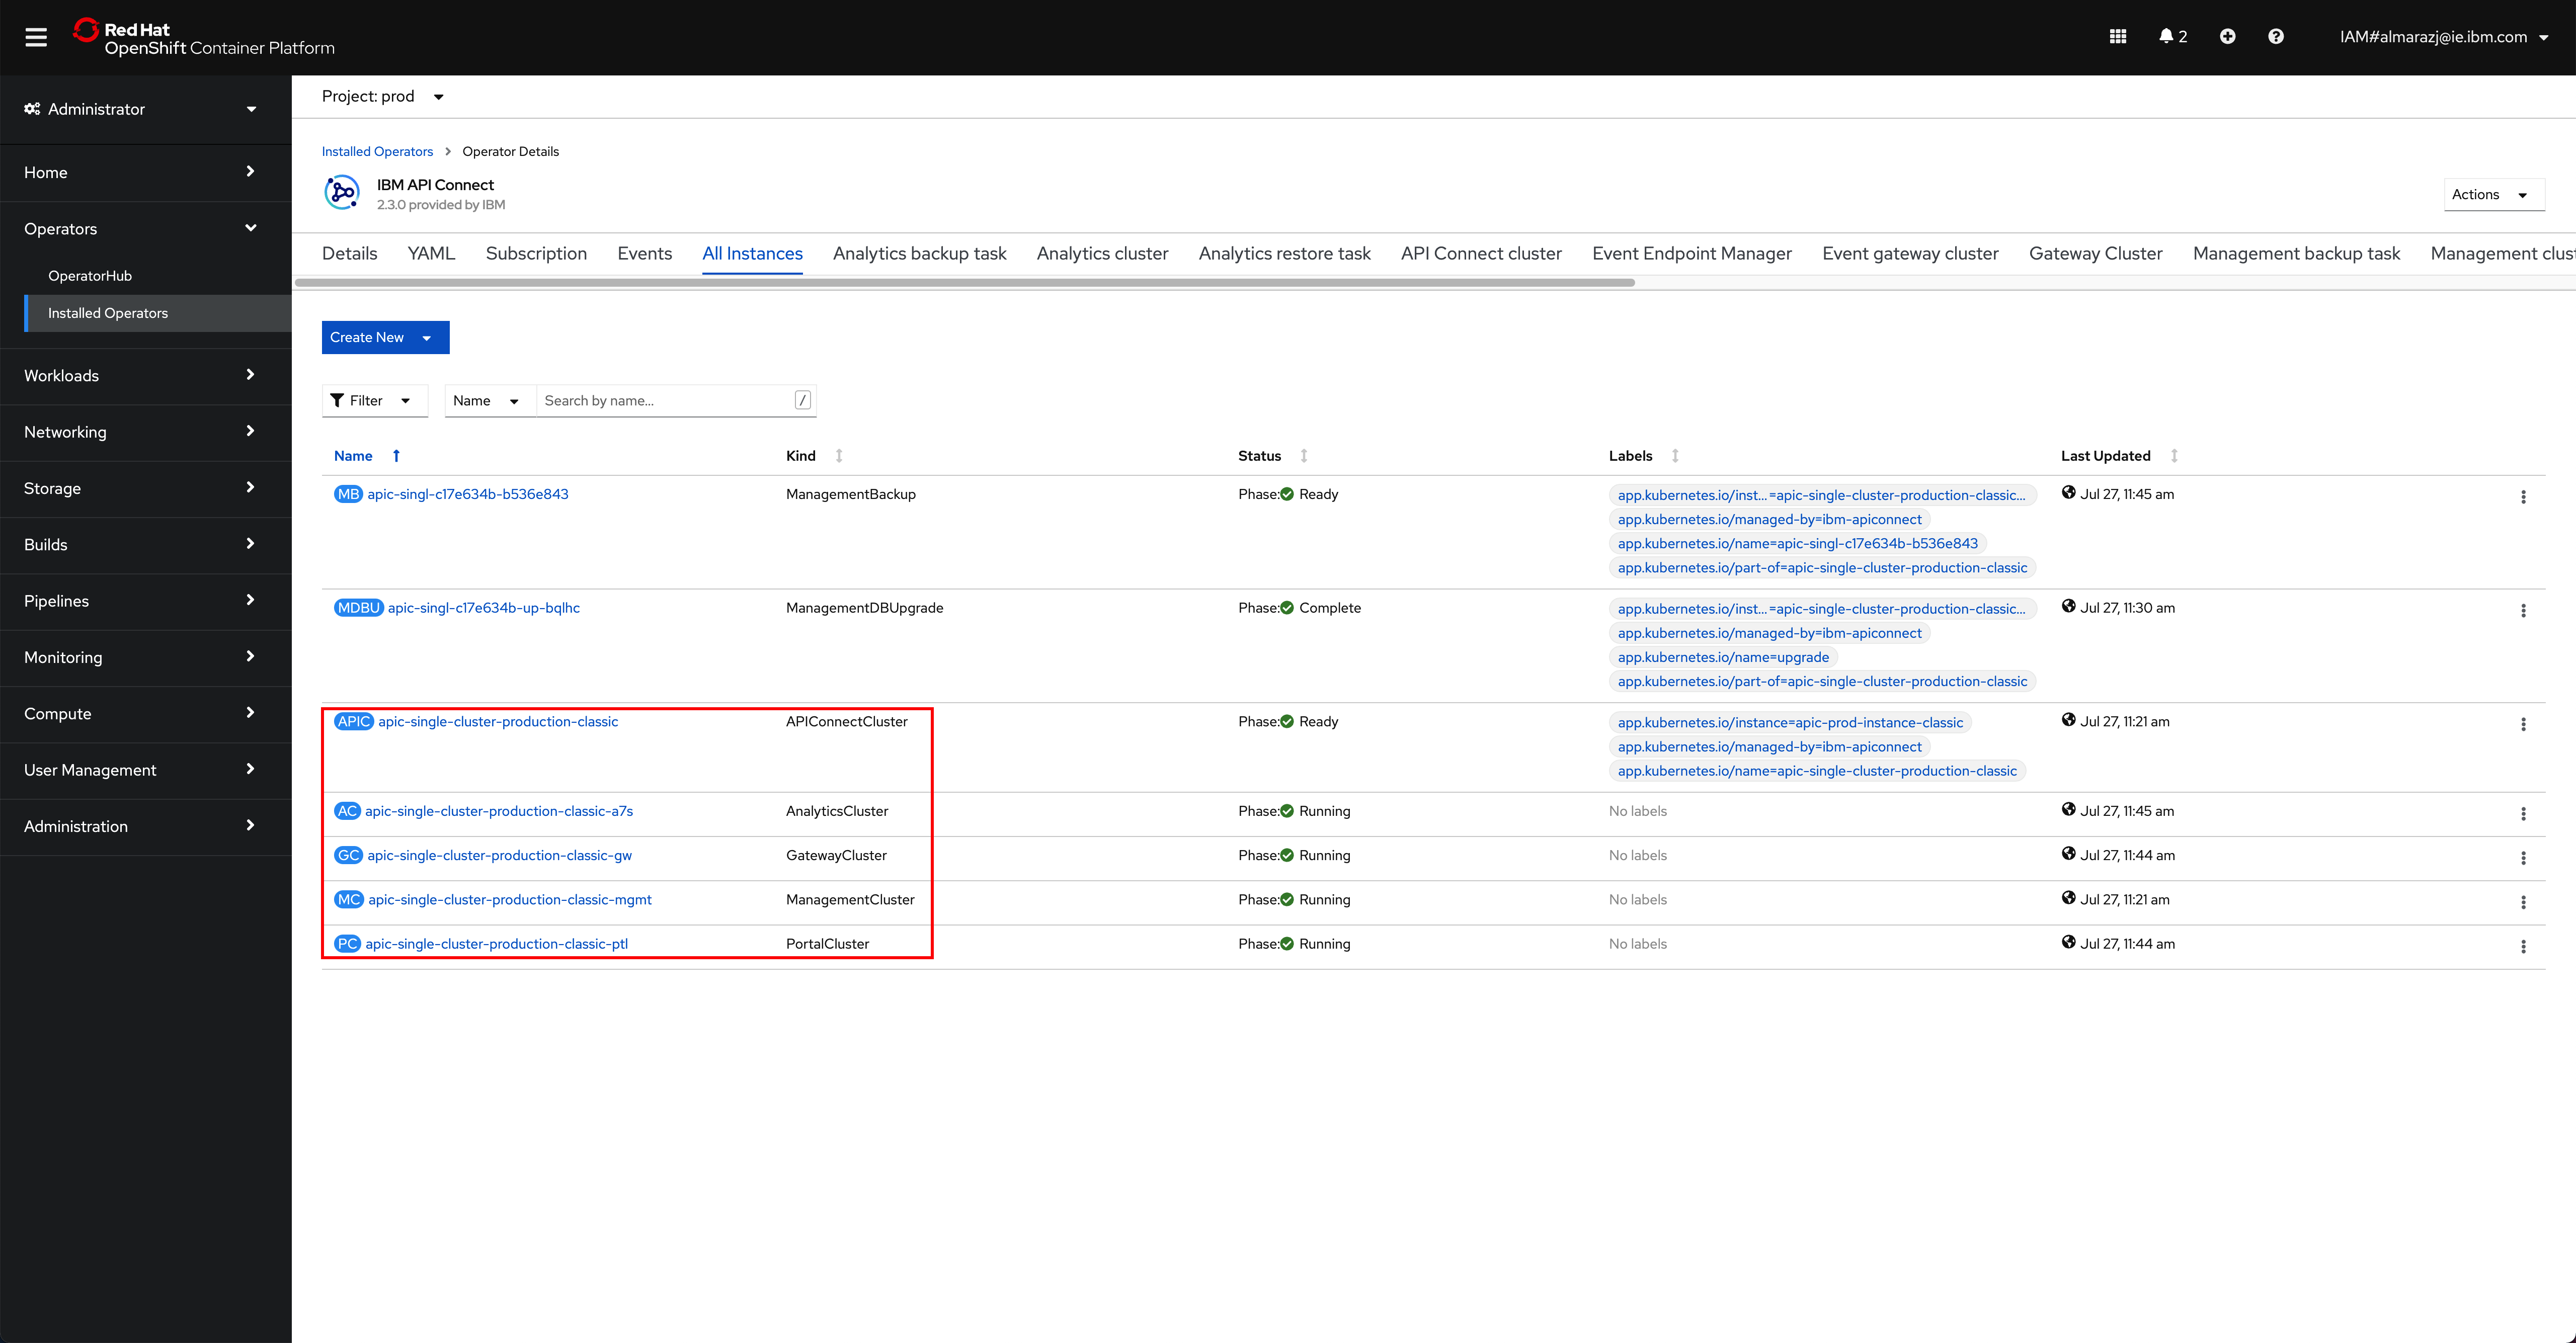 Red Hat
OpenShift Container Platform
2
IAM#almarazj@ie.ibm.com
Administrator
Home
Operators
OperatorHub
Installed Operators
Workloads
Networking
Storage
Builds
Pipelines
Monitoring
Compute
User Management
Administration
Project: prod
Installed Operators > Operator Details
IBM API Connect
2.3.0 provided by IBM
Actions
Details YAML Subscription Events All Instances Analytics backup task Analytics cluster Analytics restore task API Connect cluster Event Endpoint Manager Event gateway cluster Gateway Cluster Management backup task Management clust
Create New
Filter Name Search by name... /
Name Kind Status Labels Last Updated
MB apic-singl-c17e634b-b536e843 ManagementBackup Phase: Ready app.kubernetes.io/inst...=apic-single-cluster-production-classic... Jul 27, 11:45 am
app.kubernetes.io/managed-by=ibm-apiconnect
app.kubernetes.io/name=apic-singl-c17e634b-b536e843
app.kubernetes.io/part-of=apic-single-cluster-production-classic
MDBU apic-singl-c17e634b-up-bqlhc ManagementDBUpgrade Phase: Complete app.kubernetes.io/inst...=apic-single-cluster-production-classic... Jul 27, 11:30 am
app.kubernetes.io/managed-by=ibm-apiconnect
app.kubernetes.io/name=upgrade
app.kubernetes.io/part-of=apic-single-cluster-production-classic
APIC apic-single-cluster-production-classic APIConnectCluster Phase: Ready app.kubernetes.io/instance=apic-prod-instance-classic Jul 27, 11:21 am
app.kubernetes.io/managed-by=ibm-apiconnect
app.kubernetes.io/name=apic-single-cluster-production-classic
AC apic-single-cluster-production-classic-a7s AnalyticsCluster Phase: Running No labels Jul 27, 11:45 am
GC apic-single-cluster-production-classic-gw GatewayCluster Phase: Running No labels Jul 27, 11:44 am
MC apic-single-cluster-production-classic-mgmt ManagementCluster Phase: Running No labels Jul 27, 11:21 am
PC apic-single-cluster-production-classic-ptl PortalCluster Phase: Running No labels Jul 27, 11:44 am